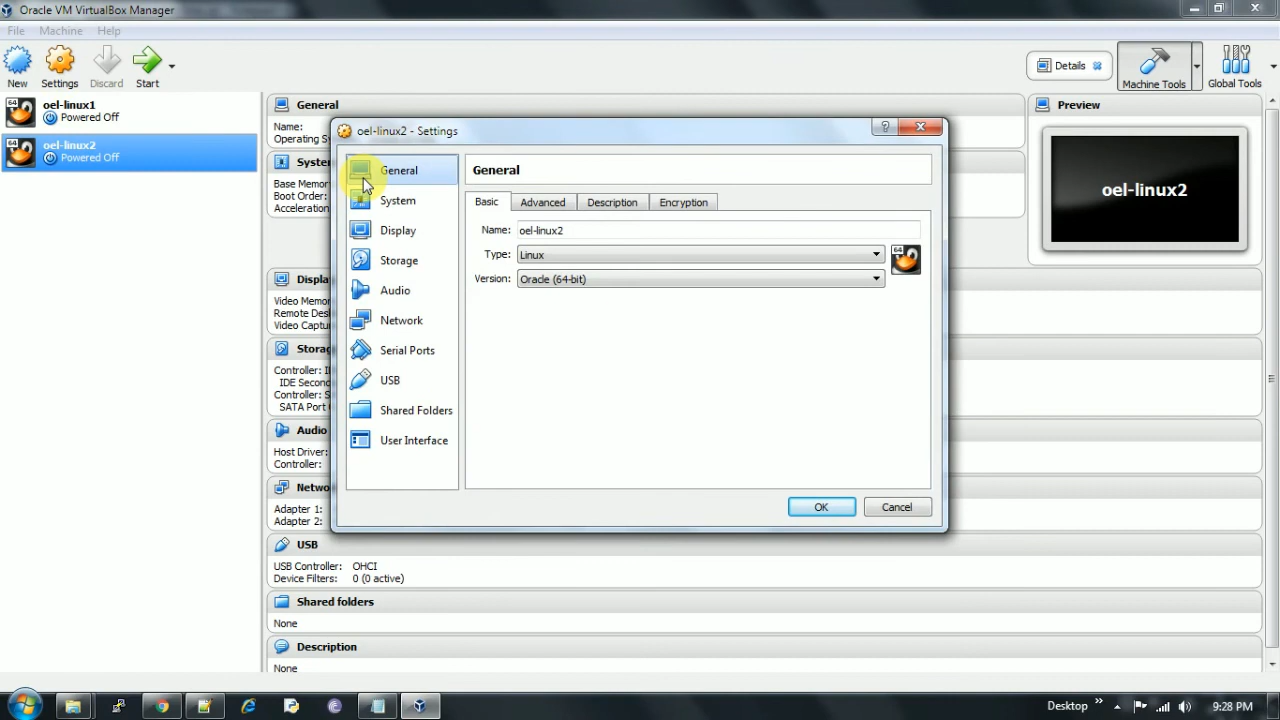 Oracle VM VirtualBox Manager
File Machine Help
New Settings Discard Start
Details Machine Tools Global Tools
64 oel-linux1
Powered Off
64 oel-linux2
Powered Off
General
Name:
Operating Sy
System
Base Memor
Boot Order:
Acceleration
Displa
Video Memor
Remote Desk
Video Captur
Storag
Controller: I
IDE Second
Controller: S
SATA Port
Audio
Host Driver:
Controller:
Netwo
Adapter 1:
Adapter 2:
USB
USB Controller: OHCI
Device Filters: 0 (0 active)
Shared folders
None
Description
None
Preview
oel-linux2
oel-linux2 - Settings
General
System
Display
Storage
Audio
Network
Serial Ports
USB
Shared Folders
User Interface
General
Basic Advanced Description Encryption
Name: oel-linux2
Type: Linux
64
Version: Oracle (64-bit)
OK Cancel
Desktop 9:28 PM